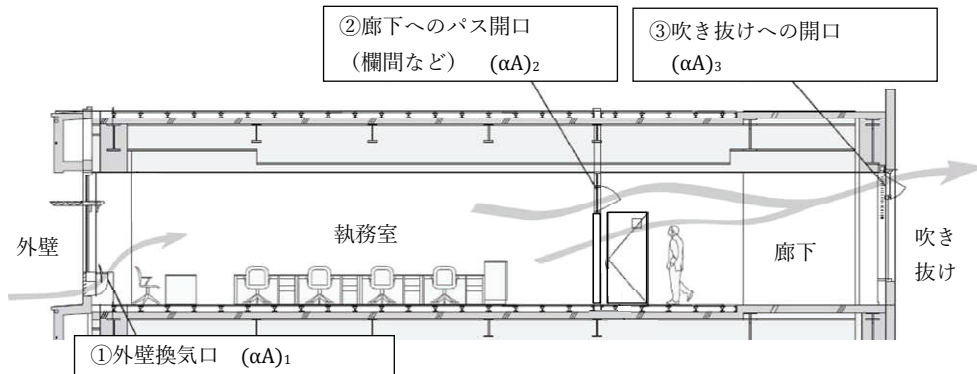 ②廊下へのパス開口
(欄間など) (αA)₂
③吹き抜けへの開口
(αA)₃
外壁
執務室
廊下
吹き
抜け
①外壁換気口 (αA)₁